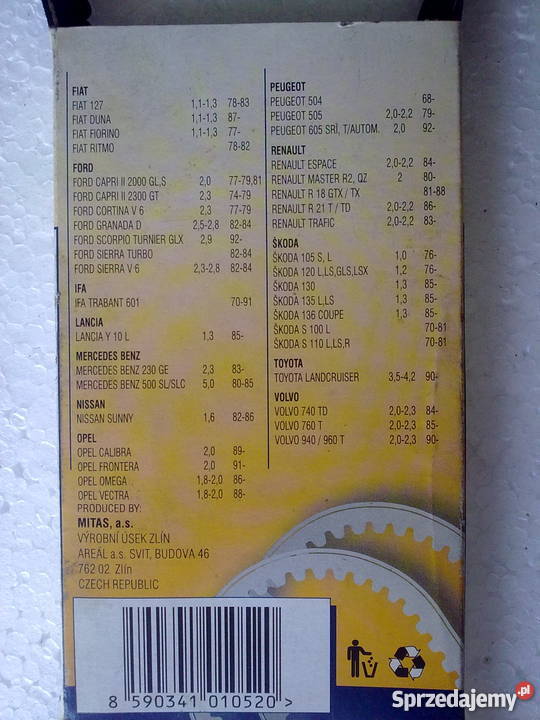 FIAT
FIAT 127 1,1-1,3 78-83
FIAT DUNA 1,1-1,3 87-
FIAT FIORINO 1,1-1,3 77-
FIAT RITMO 78-82
FORD
FORD CAPRI II 2000 GL,S 2,0 77-79,81
FORD CAPRI II 2300 GT 2,3 74-79
FORD CORTINA V 6 2,3 77-79
FORD GRANADA D 2,5-2,8 82-84
FORD SCORPIO TURNIER GLX 2,9 92-
FORD SIERRA TURBO 82-84
FORD SIERRA V 6 2,3-2,8 82-84
IFA
IFA TRABANT 601 70-91
LANCIA
LANCIA Y 10 L 1,3 85-
MERCEDES BENZ
MERCEDES BENZ 230 GE 2,3 83-
MERCEDES BENZ 500 SL/SLC 5,0 80-85
NISSAN
NISSAN SUNNY 1,6 82-86
OPEL
OPEL CALIBRA 2,0 89-
OPEL FRONTERA 2,0 91-
OPEL OMEGA 1,8-2,0 86-
OPEL VECTRA 1,8-2,0 88-
PRODUCED BY:
MITAS, a.s.
VÝROBNÍ ÚSEK ZLÍN
AREÁL a.s. SVIT, BUDOVA 46
762 02 Zlín
CZECH REPUBLIC
PEUGEOT
PEUGEOT 504 68-
PEUGEOT 505 2,0-2,2 79-
PEUGEOT 605 SRİ, T/AUTOM. 2,0 92-
RENAULT
RENAULT ESPACE 2,0-2,2 84-
RENAULT MASTER R2, QZ 2 80-
RENAULT R 18 GTX / TX 81-88
RENAULT R 21 T / TD 2,0-2,2 86-
RENAULT TRAFIC 2,0-2,2 83-
ŠKODA
ŠKODA 105 S, L 1,0 76-
ŠKODA 120 L,LS,GLS,LSX 1,2 76-
ŠKODA 130 1,3 85-
ŠKODA 135 L,LS 1,3 85-
ŠKODA 136 COUPE 1,3 85-
ŠKODA S 100 L 70-81
ŠKODA S 110 L,LS,R 70-81
TOYOTA
TOYOTA LANDCRUISER 3,5-4,2 90-
VOLVO
VOLVO 740 TD 2,0-2,3 84-
VOLVO 760 T 2,0-2,3 85-
VOLVO 940 / 960 T 2,0-2,3 90-
8 590341 010520 >
Sprzedajemy.pl